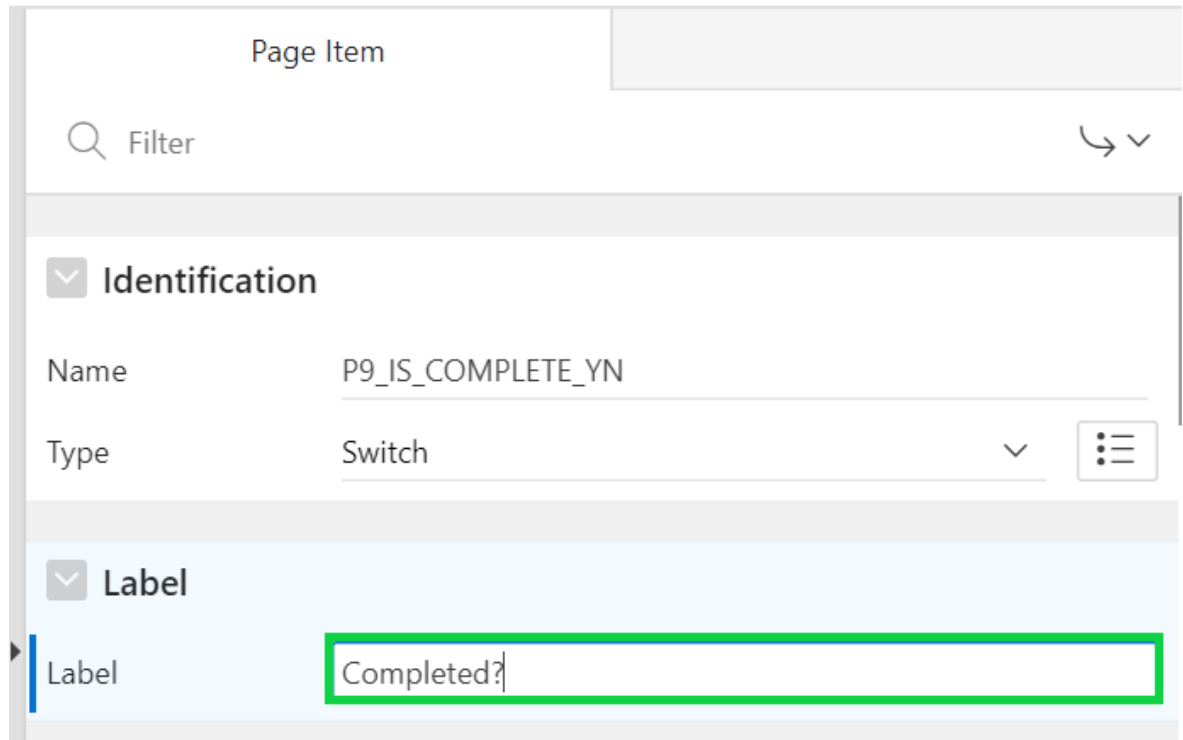 Page Item
Filter
Identification
Name P9_IS_COMPLETE_YN
Type Switch
Label
Label Completed?